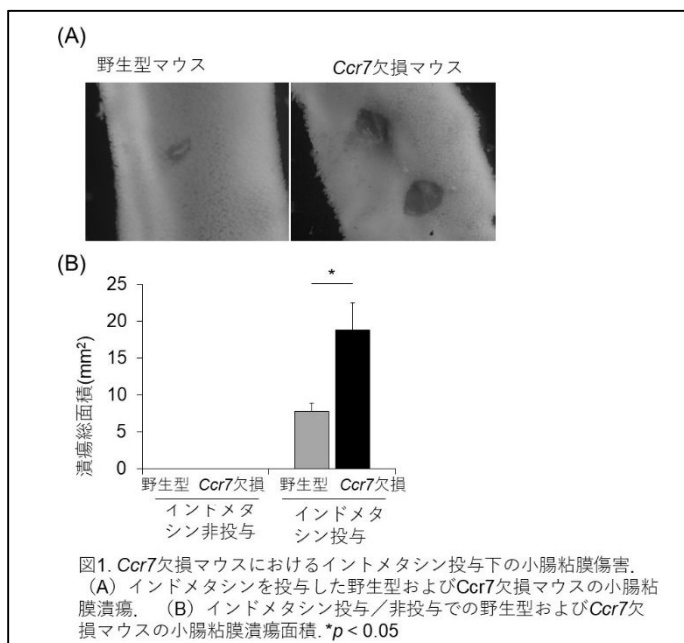 (A)
野生型マウス
Ccr7欠損マウス
(B)
潰瘍総面積(mm²)
25
20
15
10
5
0
*
野生型 Ccr7欠損 野生型 Ccr7欠損
イントメタ
シン非投与
インドメタ
シン投与
図1. Ccr7欠損マウスにおけるイントメタシン投与下の小腸粘膜傷害.
(A)インドメタシンを投与した野生型およびCcr7欠損マウスの小腸粘
膜潰瘍. (B)インドメタシン投与/非投与での野生型およびCcr7欠
損マウスの小腸粘膜潰瘍面積. *p < 0.05